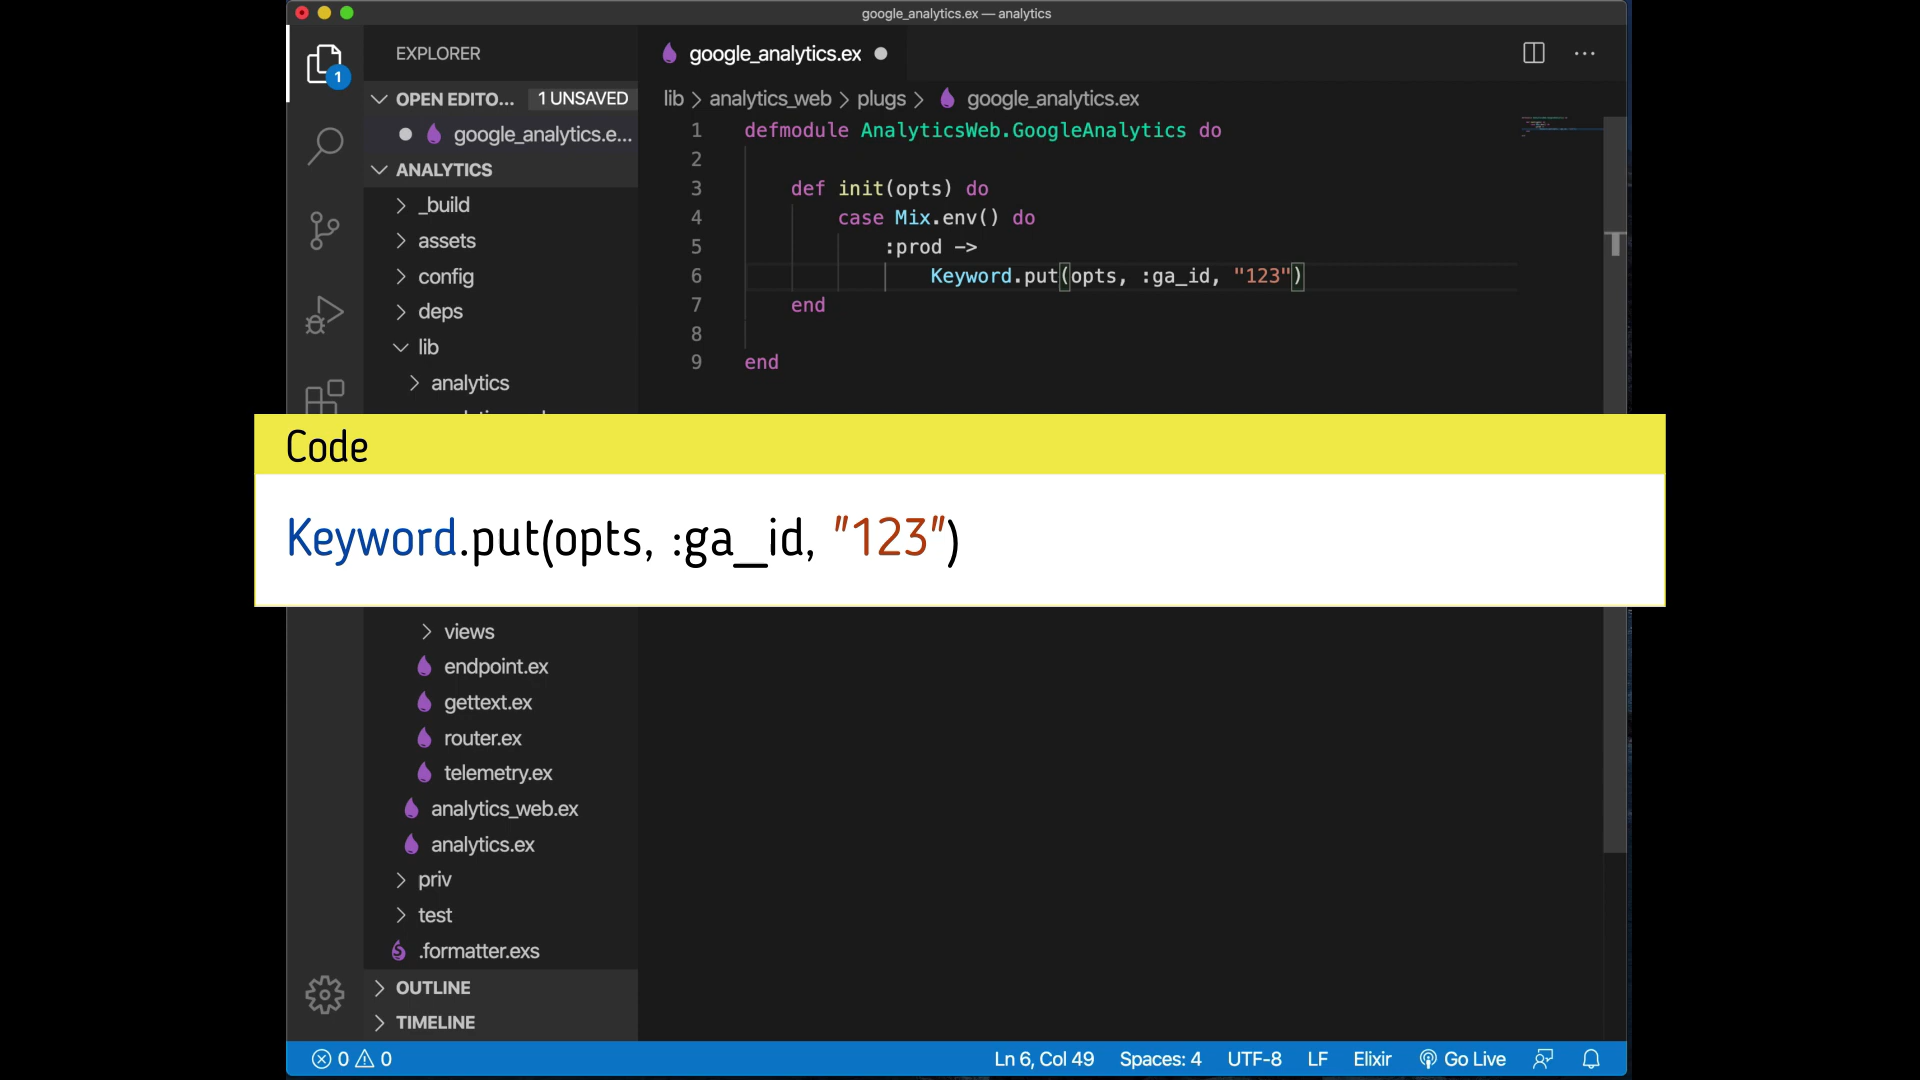 google_analytics.ex — analytics
EXPLORER
OPEN EDITO... 1 UNSAVED
google_analytics.e...
ANALYTICS
_build
assets
config
deps
lib
analytics
views
endpoint.ex
gettext.ex
router.ex
telemetry.ex
analytics_web.ex
analytics.ex
priv
test
.formatter.exs
OUTLINE
TIMELINE
1
google_analytics.ex
lib > analytics_web > plugs > google_analytics.ex
1 defmodule AnalyticsWeb.GoogleAnalytics do
2
3 def init(opts) do
4 case Mix.env() do
5 :prod ->
6 Keyword.put(opts, :ga_id, "123")
7 end
8
9 end
Code
Keyword.put(opts, :ga_id, "123")
0 0
Ln 6, Col 49 Spaces: 4 UTF-8 LF Elixir Go Live